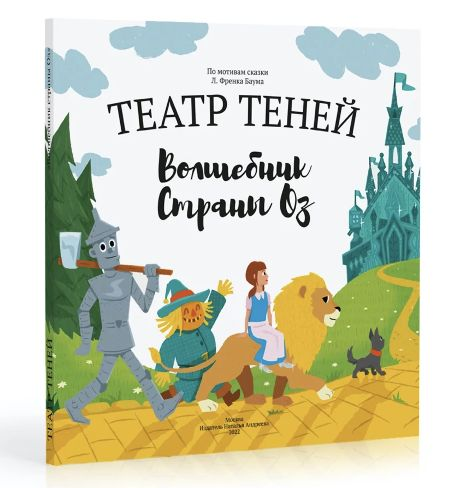 По мотивам сказки
Л. Френка Баума
ТЕАТР ТЕНЕЙ
Волшебник
Страны Оз
Москва
Издатель Наталья Андреева
2022
Волшебник страны Оз
ТЕАТР ТЕНЕЙ